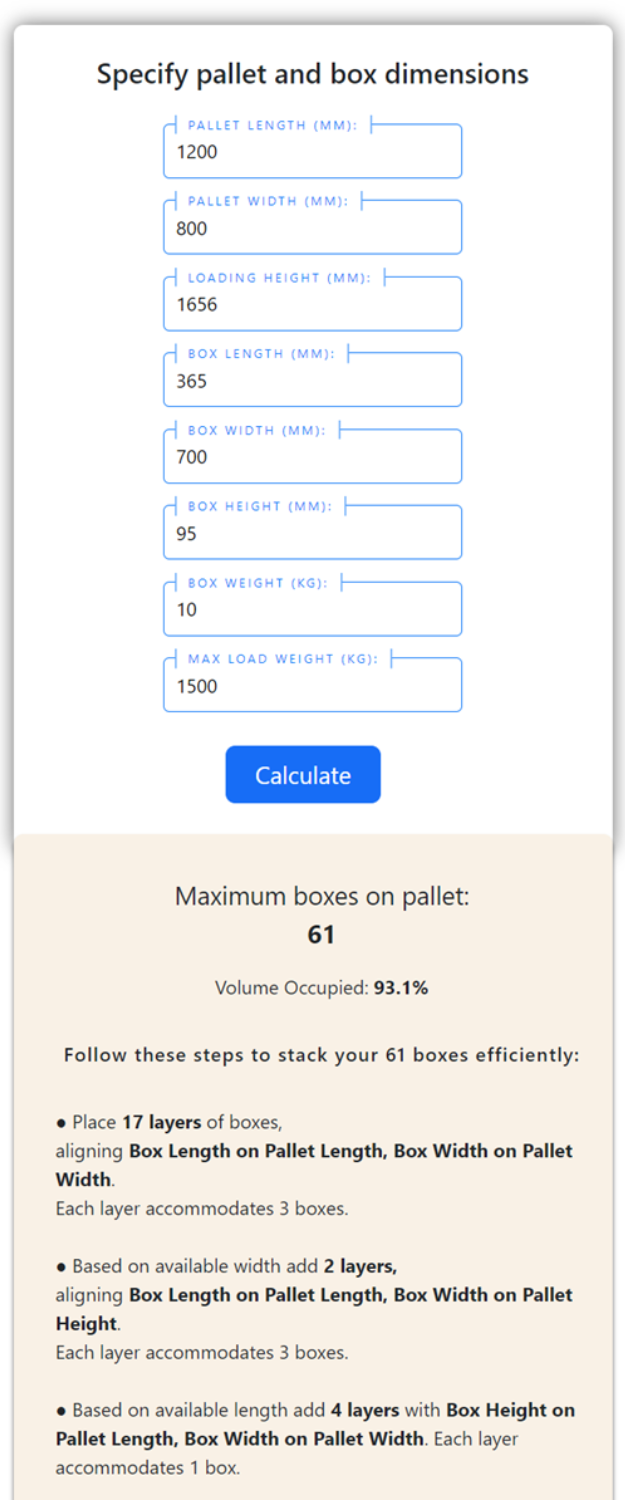 Specify pallet and box dimensions
PALLET LENGTH (MM):
1200
PALLET WIDTH (MM):
800
LOADING HEIGHT (MM):
1656
BOX LENGTH (MM):
365
BOX WIDTH (MM):
700
BOX HEIGHT (MM):
95
BOX WEIGHT (KG):
10
MAX LOAD WEIGHT (KG):
1500
Calculate
Maximum boxes on pallet:
61
Volume Occupied: 93.1%
Follow these steps to stack your 61 boxes efficiently:
● Place 17 layers of boxes,
aligning Box Length on Pallet Length, Box Width on Pallet
Width.
Each layer accommodates 3 boxes.
● Based on available width add 2 layers,
aligning Box Length on Pallet Length, Box Width on Pallet
Height.
Each layer accommodates 3 boxes.
● Based on available length add 4 layers with Box Height on
Pallet Length, Box Width on Pallet Width. Each layer
accommodates 1 box.